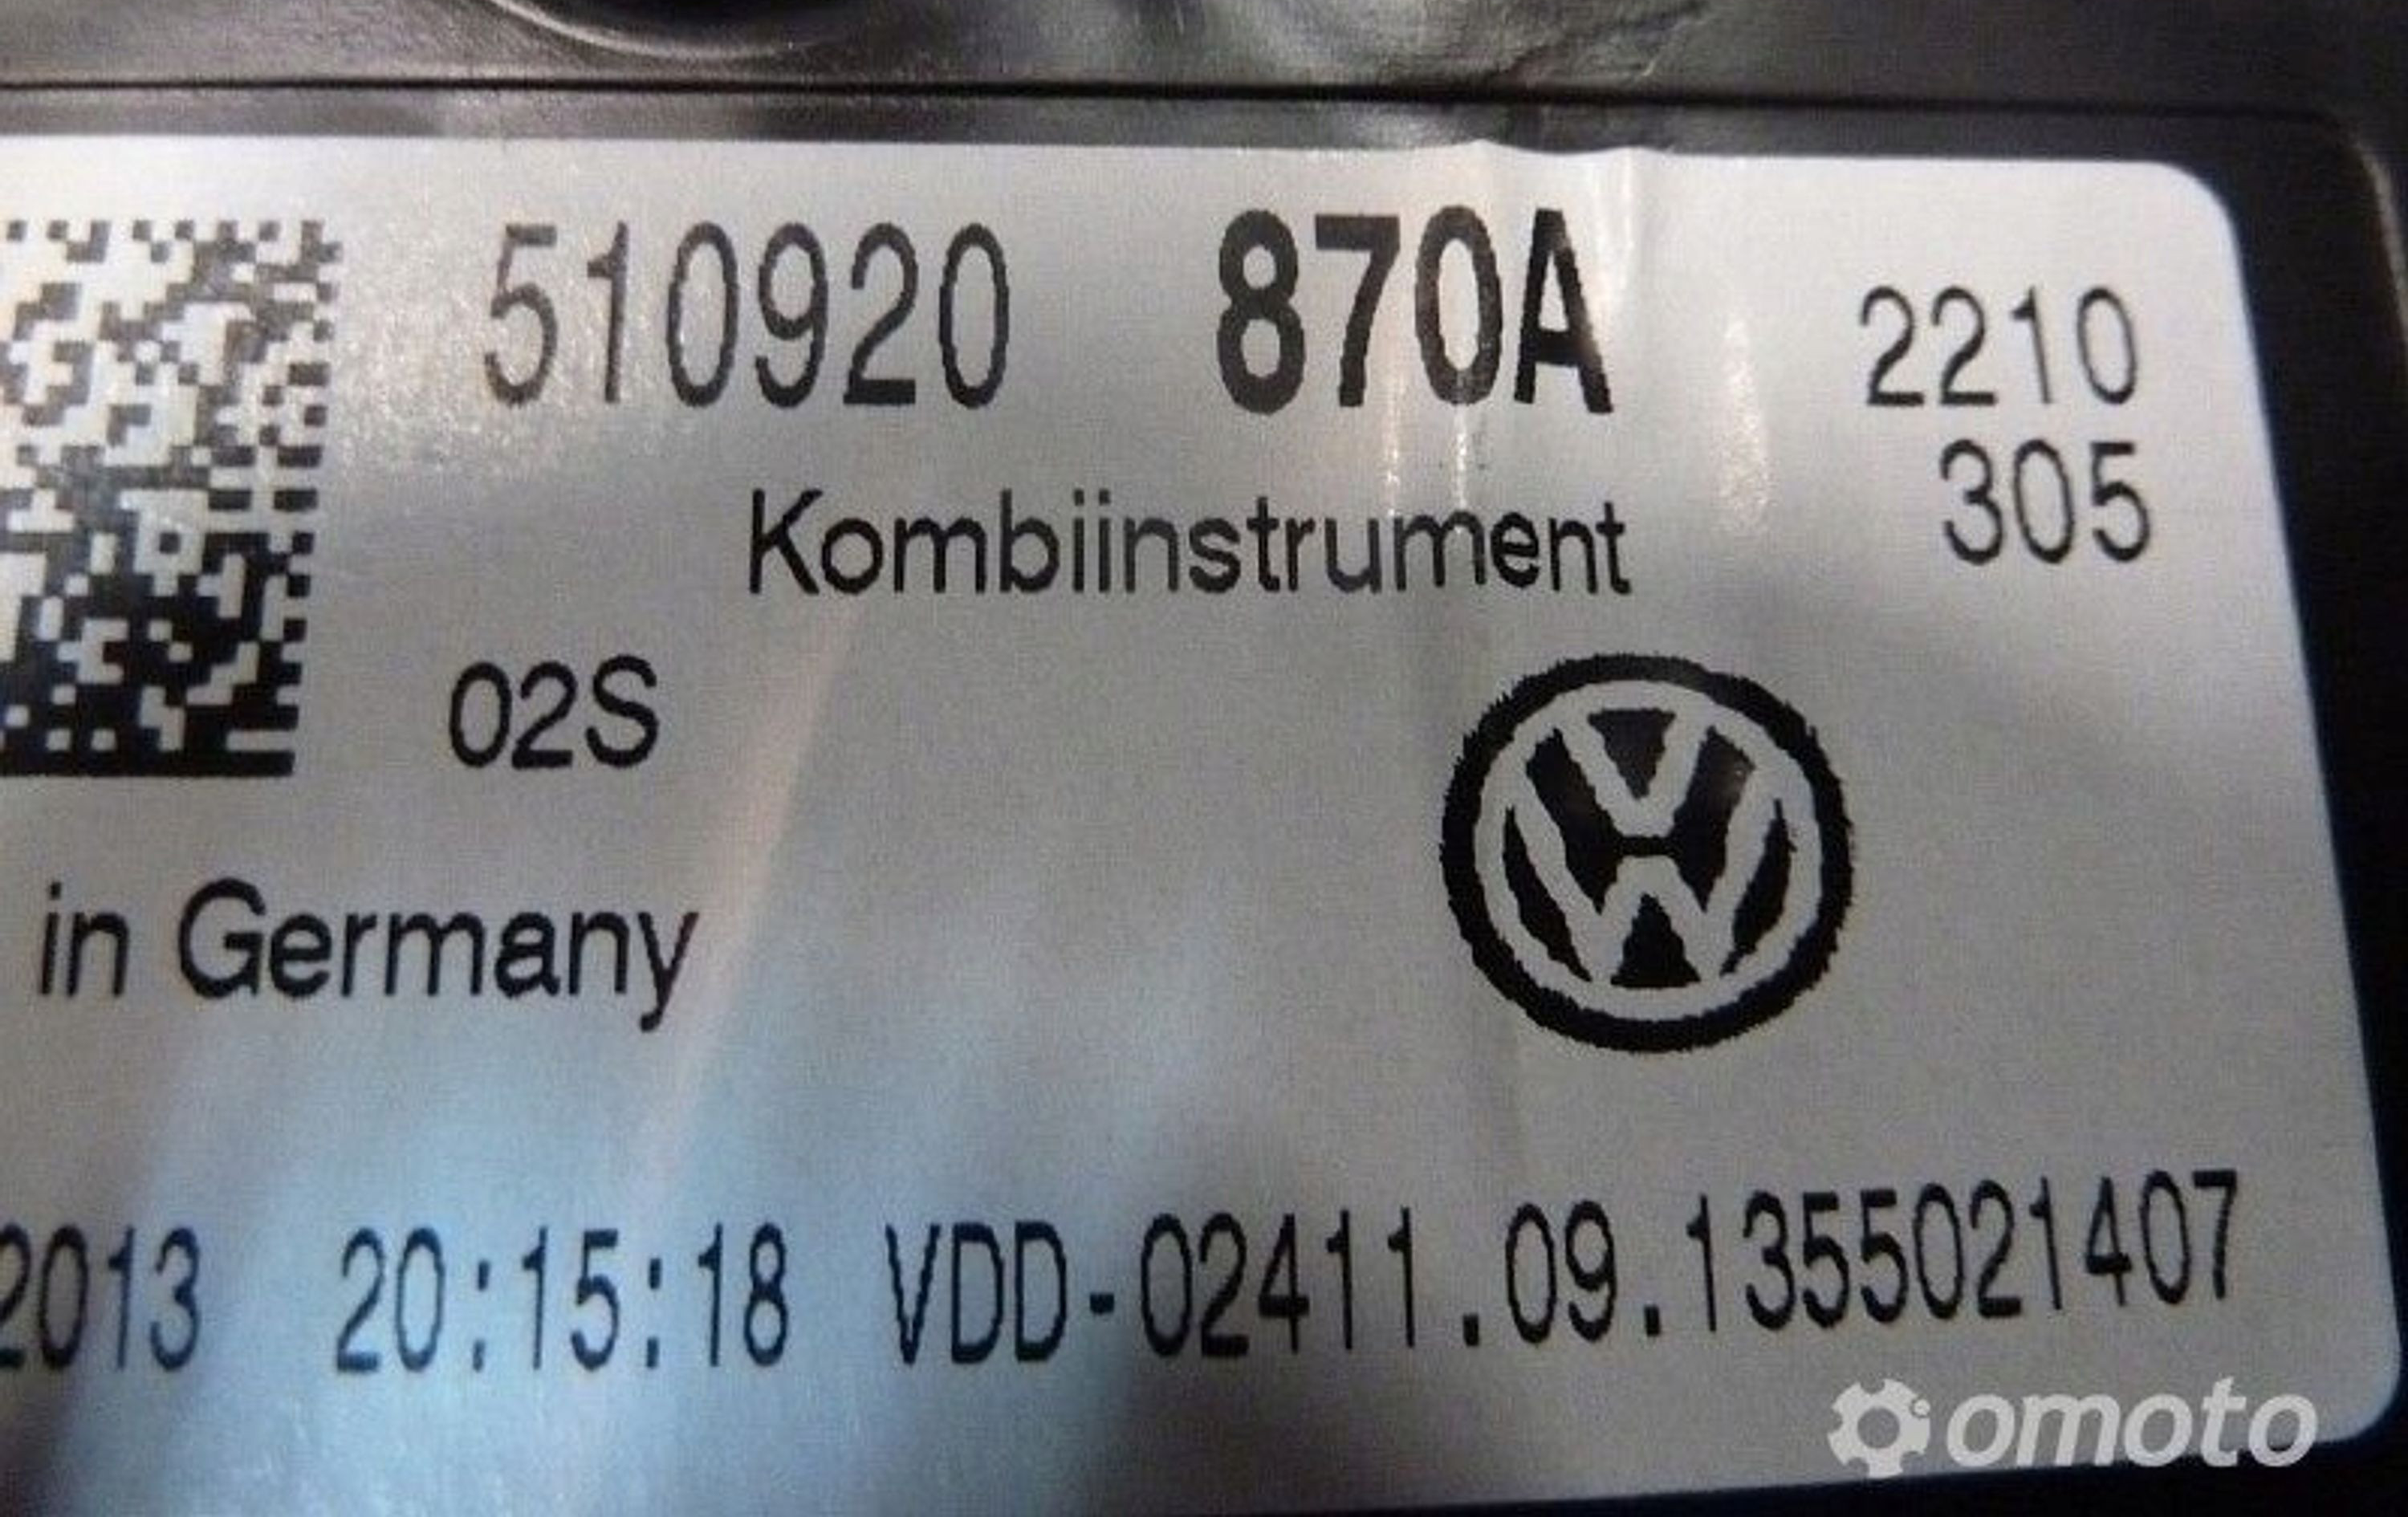 510920 870A 2210
305
Kombiinstrument
02S
in Germany
2013 20:15:18 VDD-02411.09.1355021407
omoto